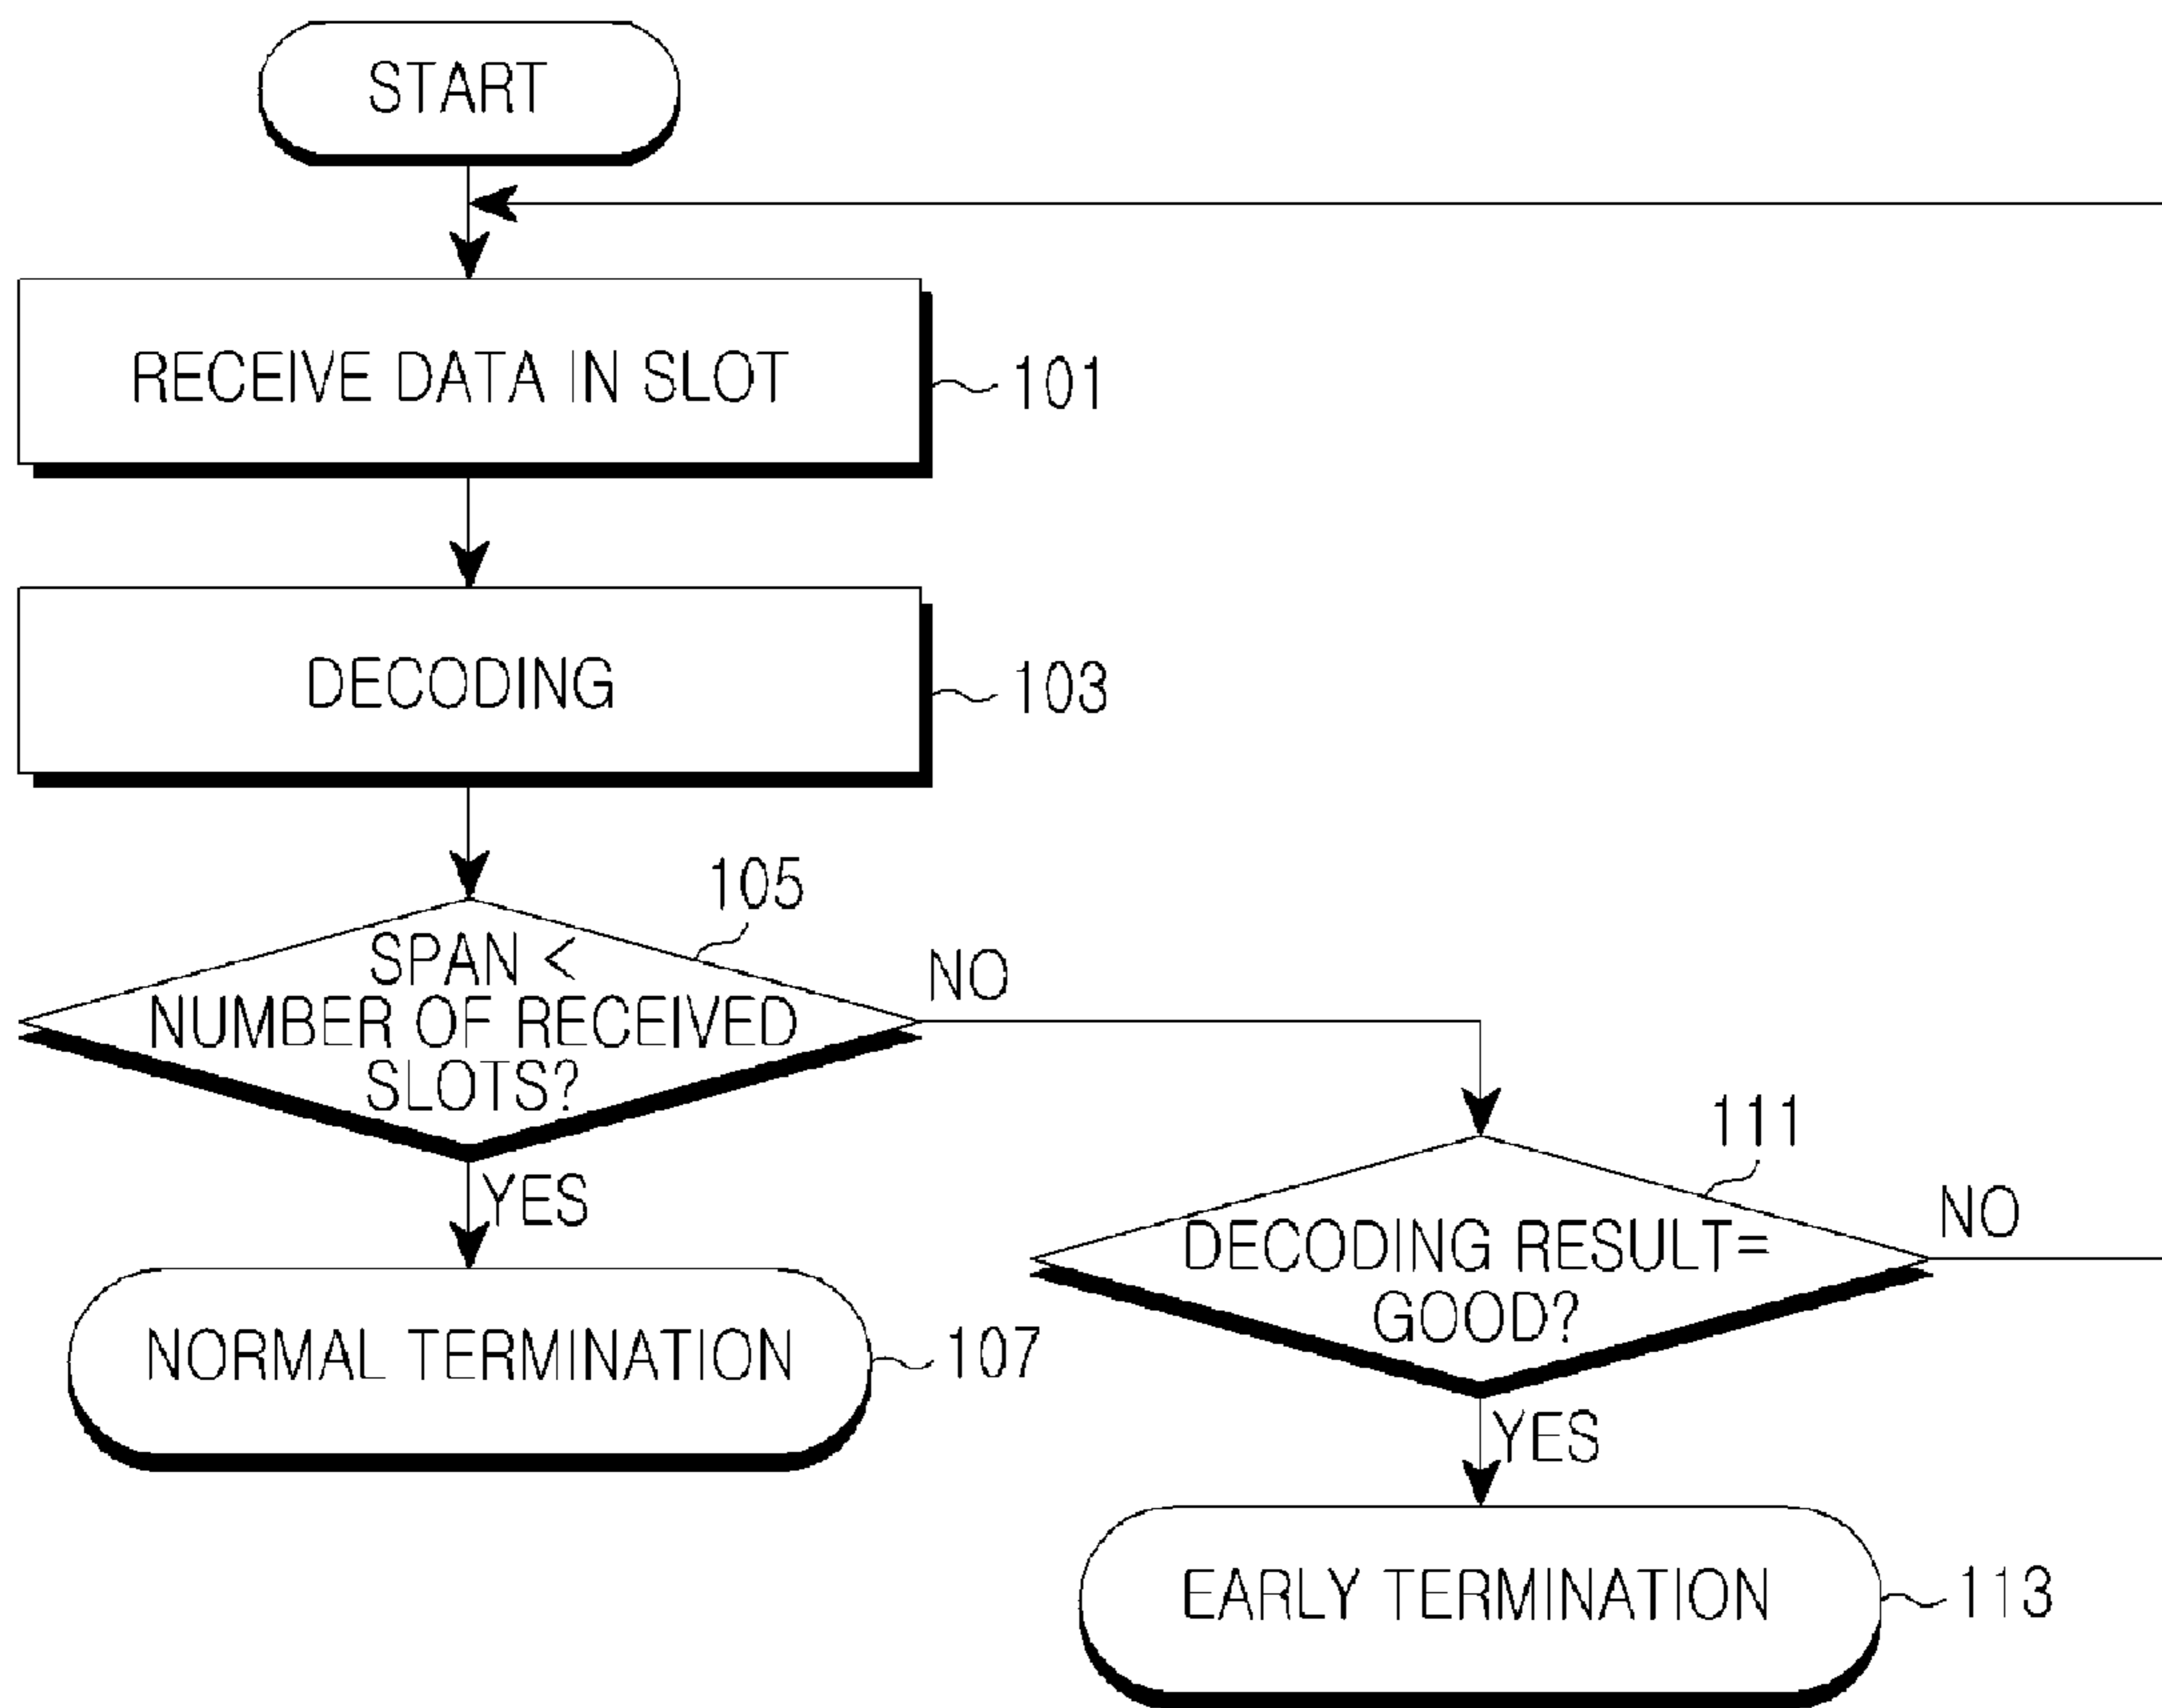 START
RECEIVE DATA IN SLOT
101
DECODING
103
105
SPAN <
NUMBER OF RECEIVED
SLOTS?
NO
YES
NORMAL TERMINATION
107
111
DECODING RESULT=
GOOD?
NO
YES
EARLY TERMINATION
113